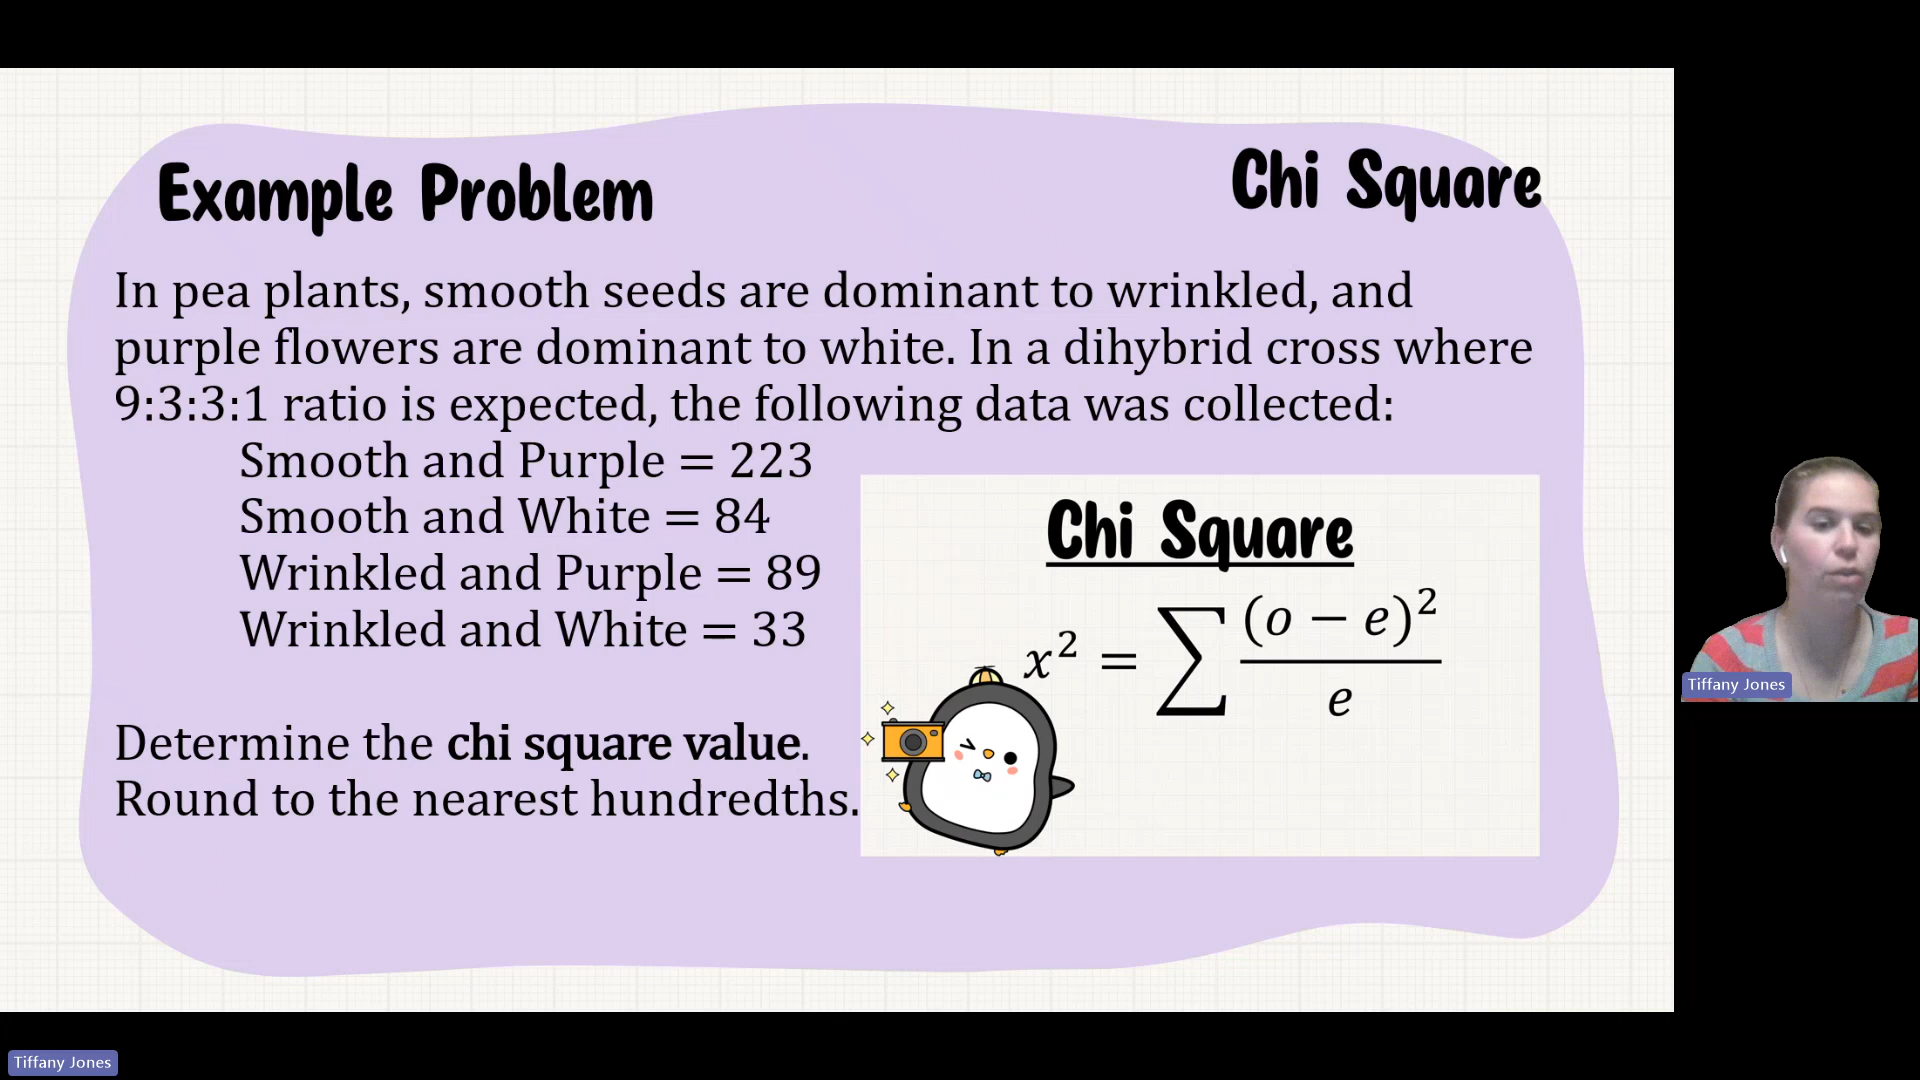 Example Problem
Chi Square
In pea plants, smooth seeds are dominant to wrinkled, and
purple flowers are dominant to white. In a dihybrid cross where
9:3:3:1 ratio is expected, the following data was collected:
Smooth and Purple = 223
Smooth and White = 84
Wrinkled and Purple = 89
Wrinkled and White = 33
Determine the chi square value.
Round to the nearest hundredths.
Chi Square
x² = ∑ (o − e)² / e
Tiffany Jones
Tiffany Jones